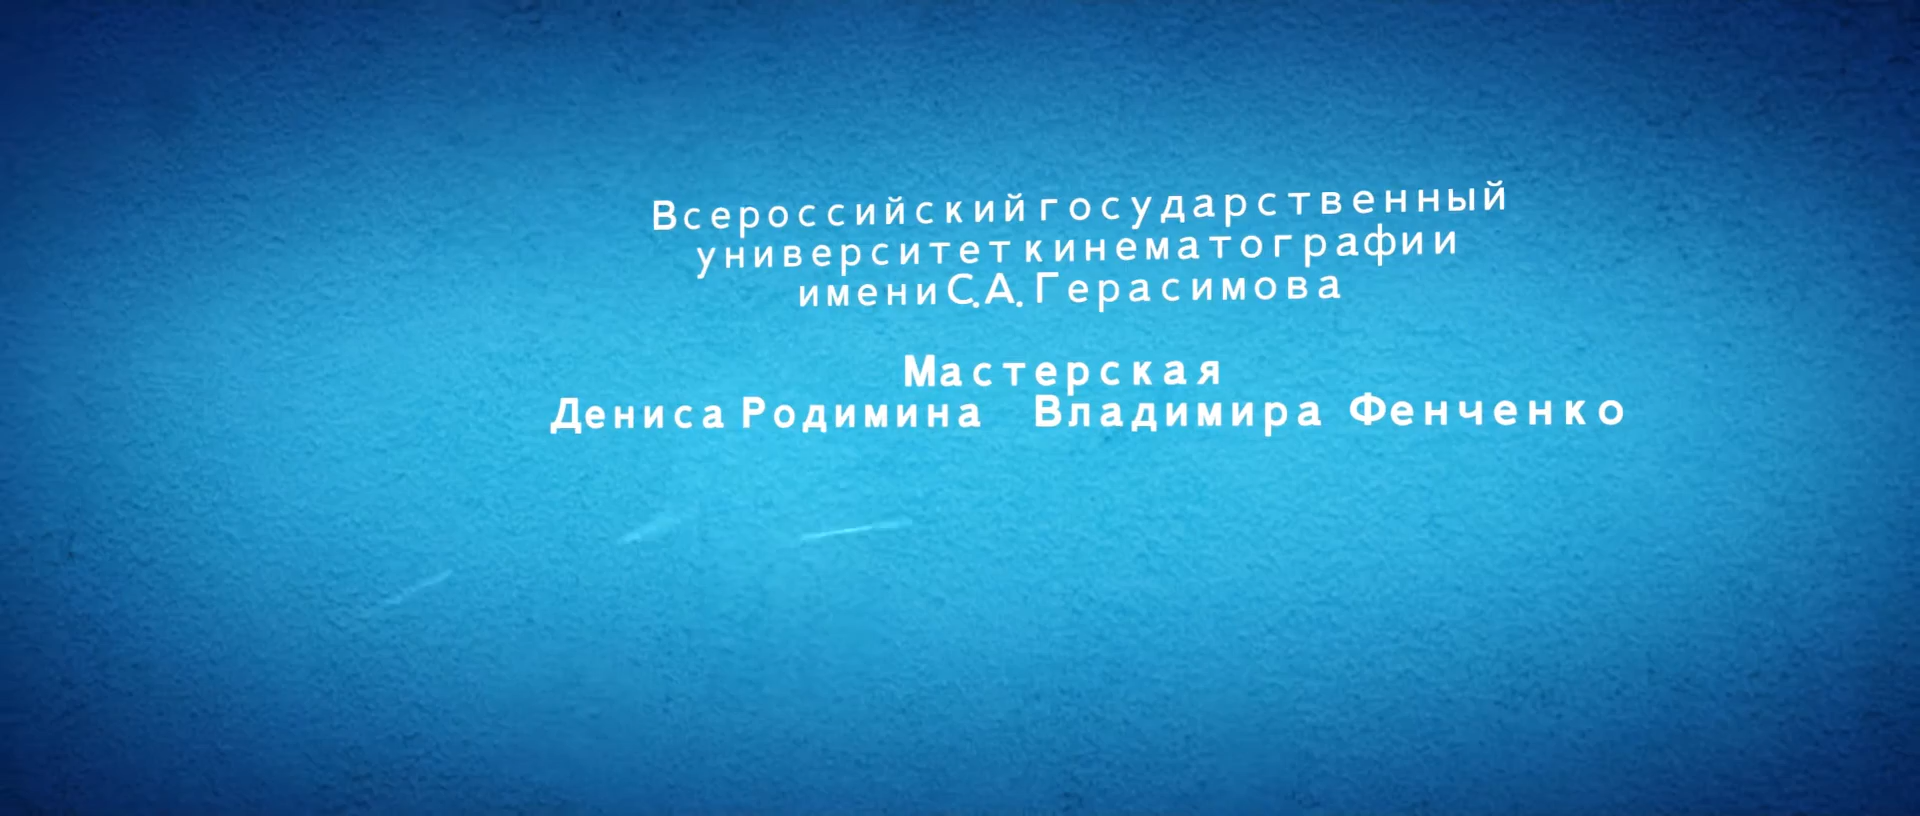 Всероссийский государственный
университет кинематографии
имени С.А. Герасимова
Мастерская
Дениса Родимина Владимира Фенченко